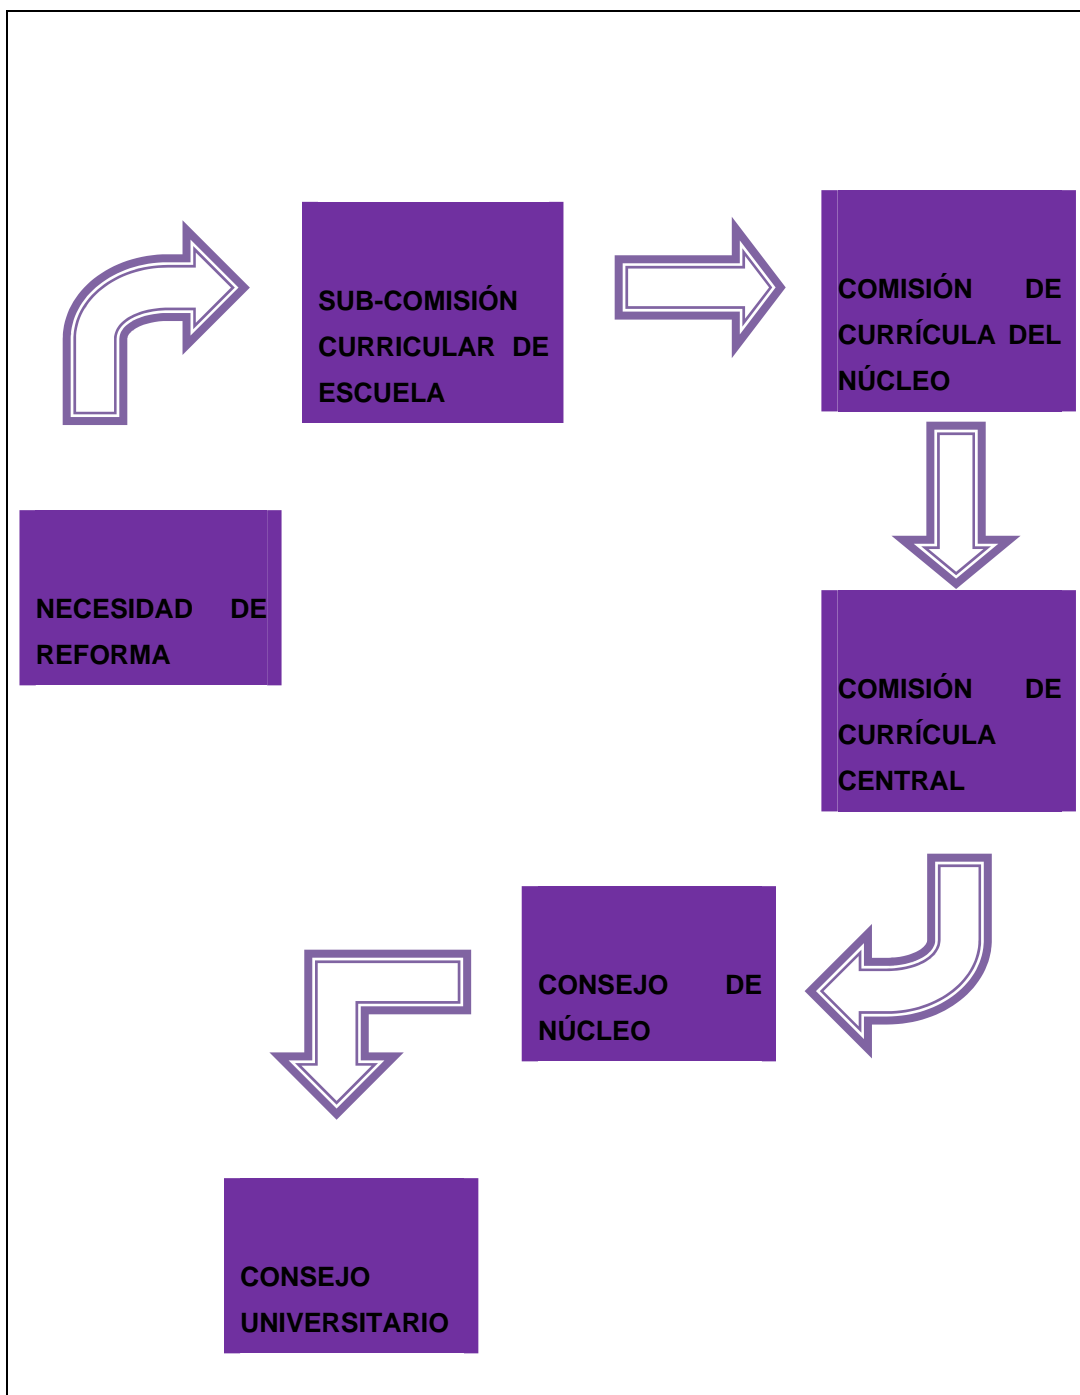 SUB-COMISIÓN
CURRICULAR DE
ESCUELA
COMISIÓN DE
CURRÍCULA DEL
NÚCLEO
NECESIDAD DE
REFORMA
COMISIÓN DE
CURRÍCULA
CENTRAL
CONSEJO DE
NÚCLEO
CONSEJO
UNIVERSITARIO